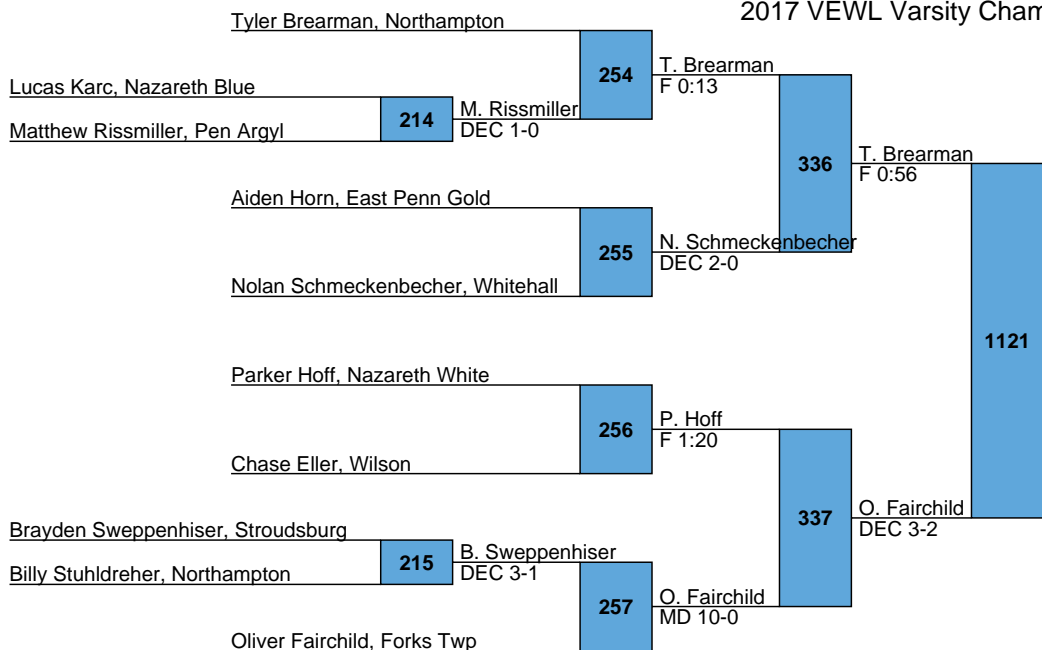 2017 VEWL Varsity Cham
Tyler Brearman, Northampton
254
T. Brearman
F 0:13
Lucas Karc, Nazareth Blue
214
M. Rissmiller
DEC 1-0
Matthew Rissmiller, Pen Argyl
336
T. Brearman
F 0:56
Aiden Horn, East Penn Gold
255
N. Schmeckenbecher
DEC 2-0
Nolan Schmeckenbecher, Whitehall
1121
Parker Hoff, Nazareth White
256
P. Hoff
F 1:20
Chase Eller, Wilson
337
O. Fairchild
DEC 3-2
Brayden Sweppenhiser, Stroudsburg
215
B. Sweppenhiser
DEC 3-1
Billy Stuhldreher, Northampton
257
O. Fairchild
MD 10-0
Oliver Fairchild, Forks Twp